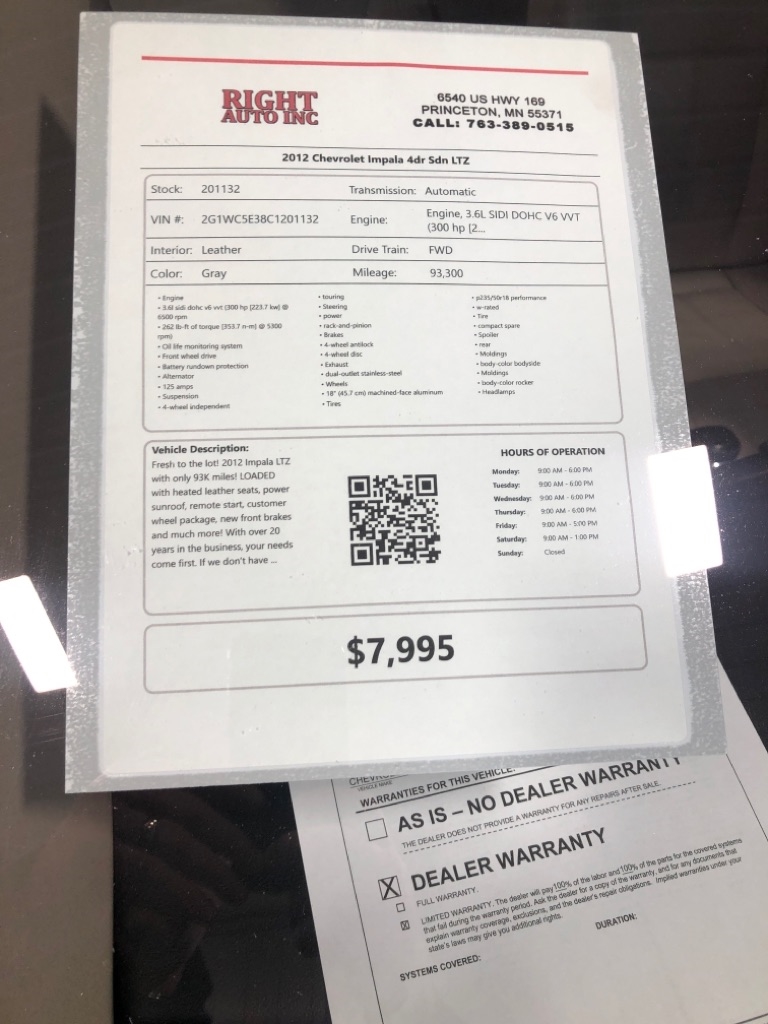 RIGHT
AUTO INC
6540 US HWY 169
PRINCETON, MN 55371
CALL: 763-389-0515
2012 Chevrolet Impala 4dr Sdn LTZ
Stock: 201132 Transmission: Automatic
VIN #: 2G1WC5E38C1201132 Engine: Engine, 3.6L SIDI DOHC V6 VVT
(300 hp [2...
Interior: Leather Drive Train: FWD
Color: Gray Mileage: 93,300
• Engine
• 3.6l sidi dohc v6 vvt (300 hp [223.7 kw] @
6500 rpm
• 262 lb-ft of torque [353.7 n-m] @ 5300
rpm)
• Oil life monitoring system
• Front wheel drive
• Battery rundown protection
• Alternator
• 125 amps
• Suspension
• 4-wheel independent
• touring
• Steering
• power
• rack-and-pinion
• Brakes
• 4-wheel antilock
• 4-wheel disc
• Exhaust
• dual-outlet stainless-steel
• Wheels
• 18" (45.7 cm) machined-face aluminum
• Tires
• p235/50r18 performance
• w-rated
• Tire
• compact spare
• Spoiler
• rear
• Moldings
• body-color bodyside
• Moldings
• body-color rocker
• Headlamps
Vehicle Description:
Fresh to the lot! 2012 Impala LTZ
with only 93K miles! LOADED
with heated leather seats, power
sunroof, remote start, customer
wheel package, new front brakes
and much more! With over 20
years in the business, your needs
come first. If we don't have ...
HOURS OF OPERATION
Monday: 9:00 AM - 6:00 PM
Tuesday: 9:00 AM - 6:00 PM
Wednesday: 9:00 AM - 6:00 PM
Thursday: 9:00 AM - 6:00 PM
Friday: 9:00 AM - 5:00 PM
Saturday: 9:00 AM - 1:00 PM
Sunday: Closed
$7,995
VEHICLE MAKE
WARRANTIES FOR THIS VEHICLE:
AS IS – NO DEALER WARRANTY
THE DEALER DOES NOT PROVIDE A WARRANTY FOR ANY REPAIRS AFTER SALE.
DEALER WARRANTY
FULL WARRANTY.
LIMITED WARRANTY. The dealer will pay 100% of the labor and 100% of the parts for the covered systems
that fail during the warranty period. Ask the dealer for a copy of the warranty, and for any documents that
explain warranty coverage, exclusions, and the dealer's repair obligations. Implied warranties under your
state's laws may give you additional rights.
SYSTEMS COVERED: DURATION: